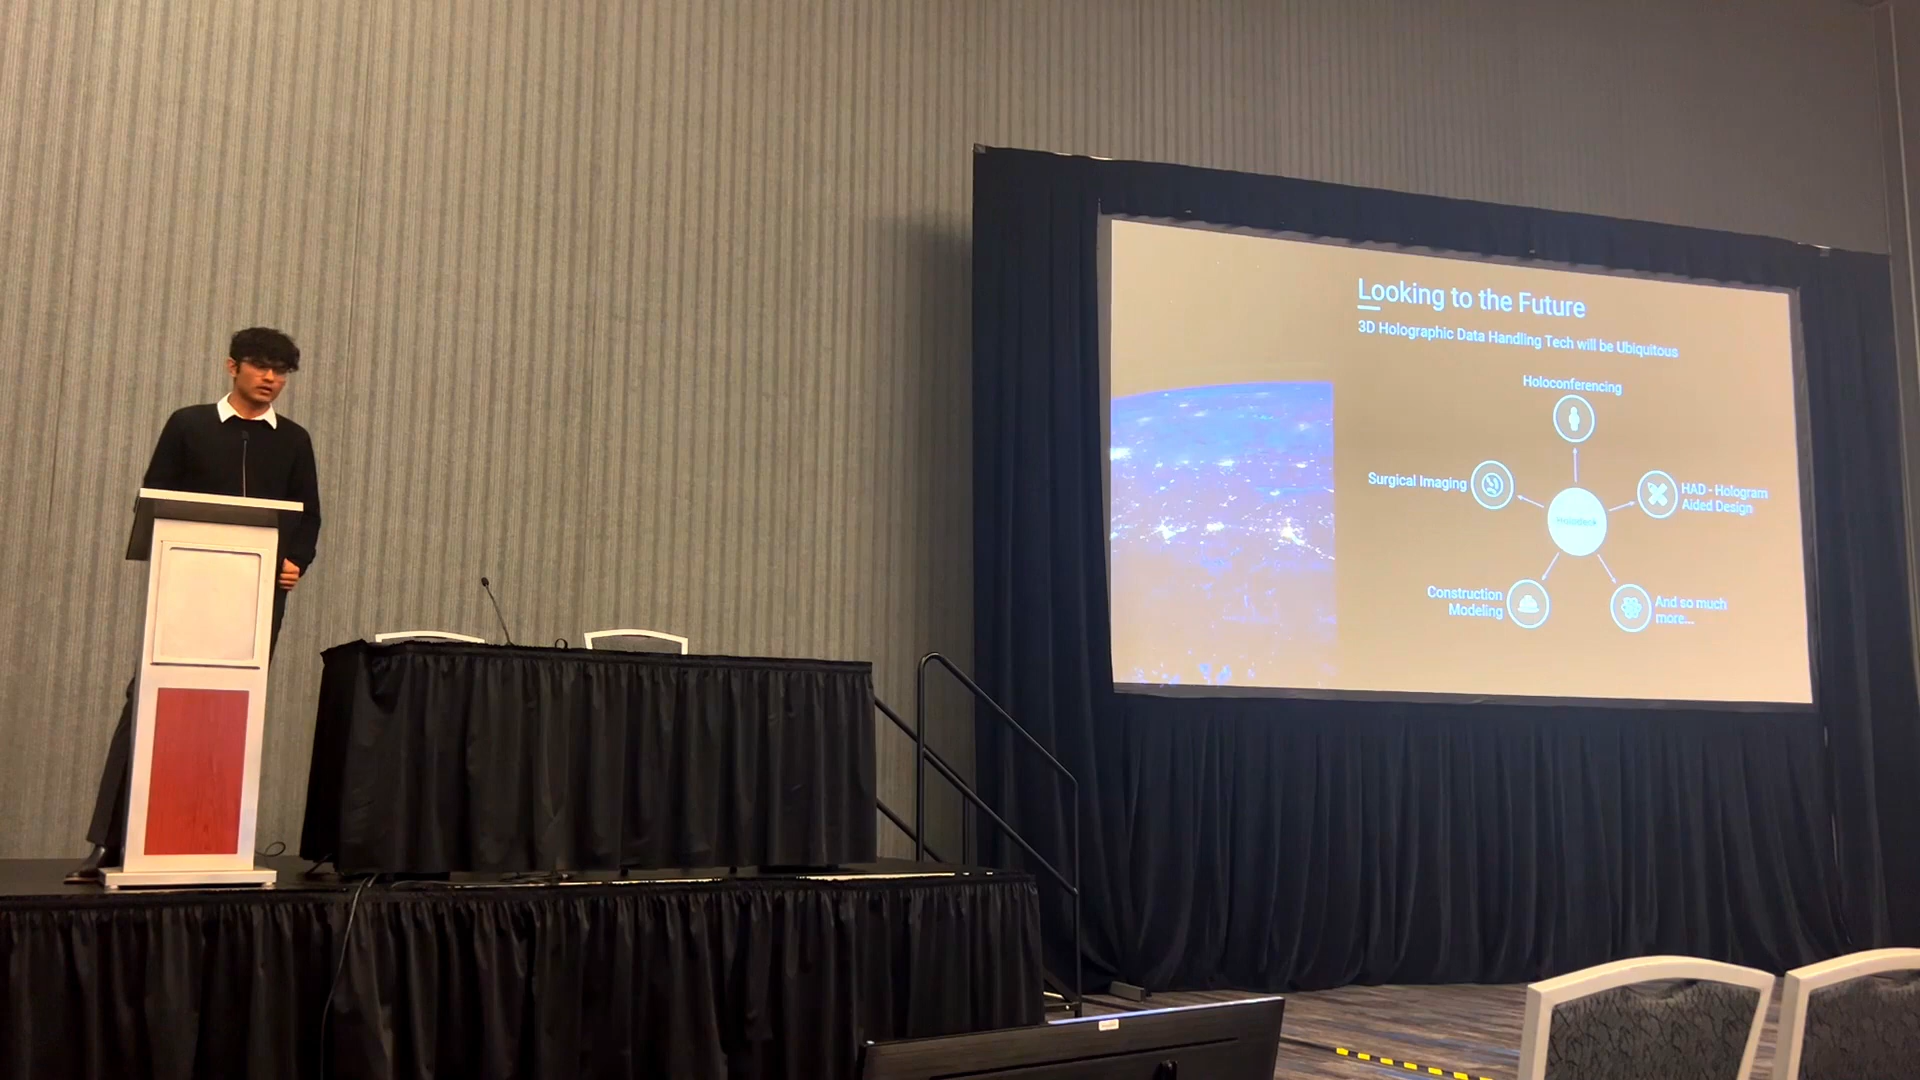 Looking to the Future
3D Holographic Data Handling Tech will be Ubiquitous
Holoconferencing
Surgical Imaging
HAD - Hologram
Aided Design
Construction
Modeling
And so much
more...